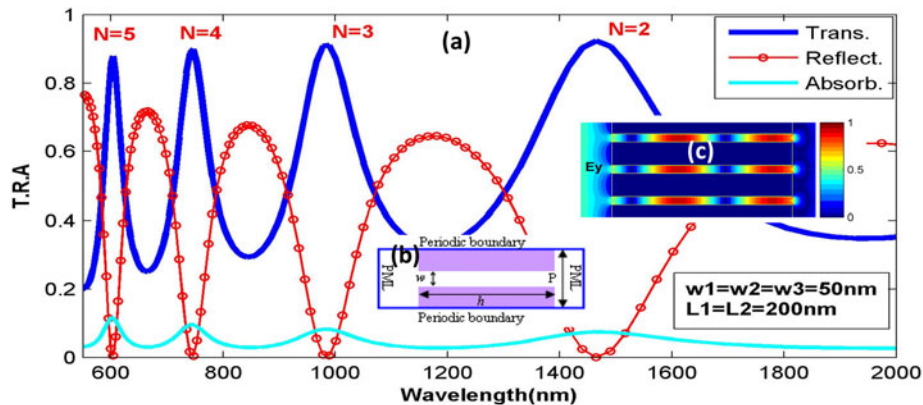 1
0.8
0.6
0.4
0.2
0
T.R.A
N=5
N=4
N=3
(a)
N=2
Trans.
Reflect.
Absorb.
Ey
(c)
1
0.5
0
(b)
Periodic boundary
PML
w
h
P
PML
Periodic boundary
w1=w2=w3=50nm
L1=L2=200nm
600
800
1000
1200
1400
1600
1800
2000
Wavelength(nm)